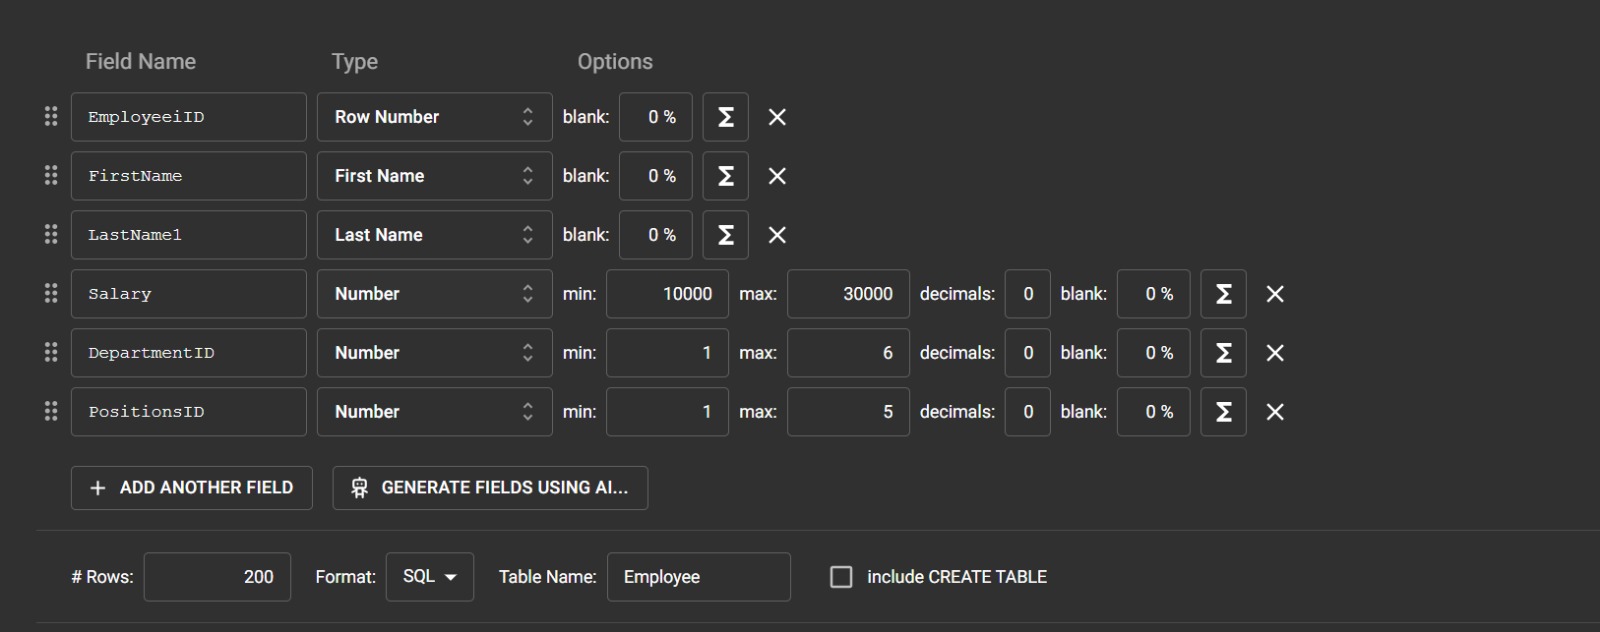 Field Name Type Options
EmployeeiID Row Number blank: 0 % Σ
FirstName First Name blank: 0 % Σ
LastName1 Last Name blank: 0 % Σ
Salary Number min: 10000 max: 30000 decimals: 0 blank: 0 % Σ
DepartmentID Number min: 1 max: 6 decimals: 0 blank: 0 % Σ
PositionsID Number min: 1 max: 5 decimals: 0 blank: 0 % Σ
+ ADD ANOTHER FIELD GENERATE FIELDS USING AI...
# Rows: 200 Format: SQL Table Name: Employee include CREATE TABLE